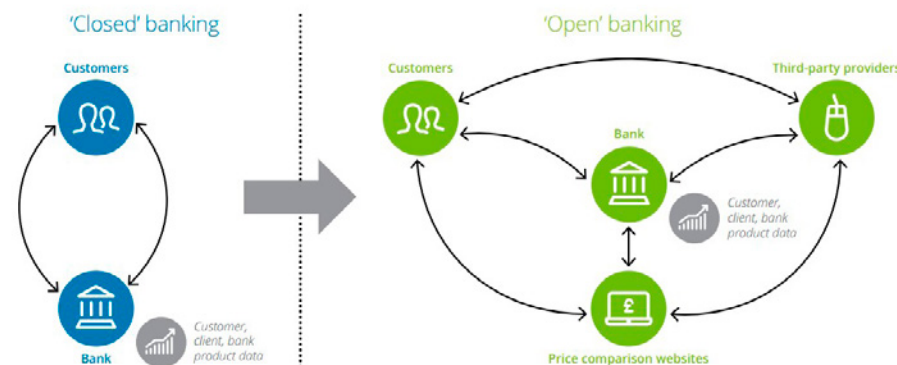 'Closed' banking
Customers
Bank
Customer,
client, bank
product data
'Open' banking
Customers
Third-party providers
Bank
Customer,
client, bank
product data
£
Price comparison websites